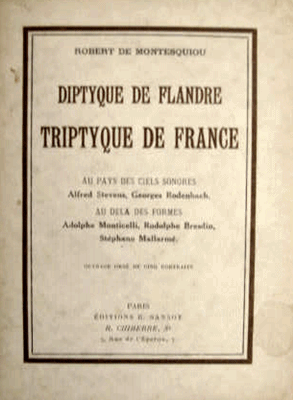 ROBERT DE MONTESQUIOU
DIPTYQUE DE FLANDRE
TRIPTYQUE DE FRANCE
AU PAYS DES CIELS SONORES
Alfred Stevens, Georges Rodenbach.
AU DELA DES FORMES
Adolphe Monticelli, Rodolphe Bresdin,
Stéphane Mallarmé.
OUVRAGE ORNÉ DE CINQ PORTRAITS
PARIS
ÉDITIONS E. SANSOT
R. CHIBERRE, Sr
7, Rue de l'Éperon, 7